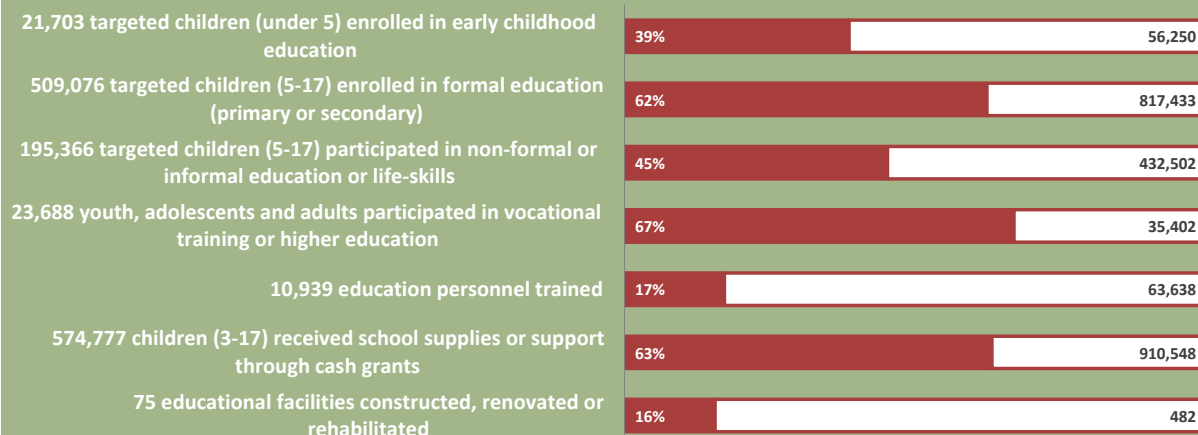 21,703 targeted children (under 5) enrolled in early childhood
education
39% 56,250
509,076 targeted children (5-17) enrolled in formal education
(primary or secondary)
62% 817,433
195,366 targeted children (5-17) participated in non-formal or
informal education or life-skills
45% 432,502
23,688 youth, adolescents and adults participated in vocational
training or higher education
67% 35,402
10,939 education personnel trained
17% 63,638
574,777 children (3-17) received school supplies or support
through cash grants
63% 910,548
75 educational facilities constructed, renovated or
rehabilitated
16% 482